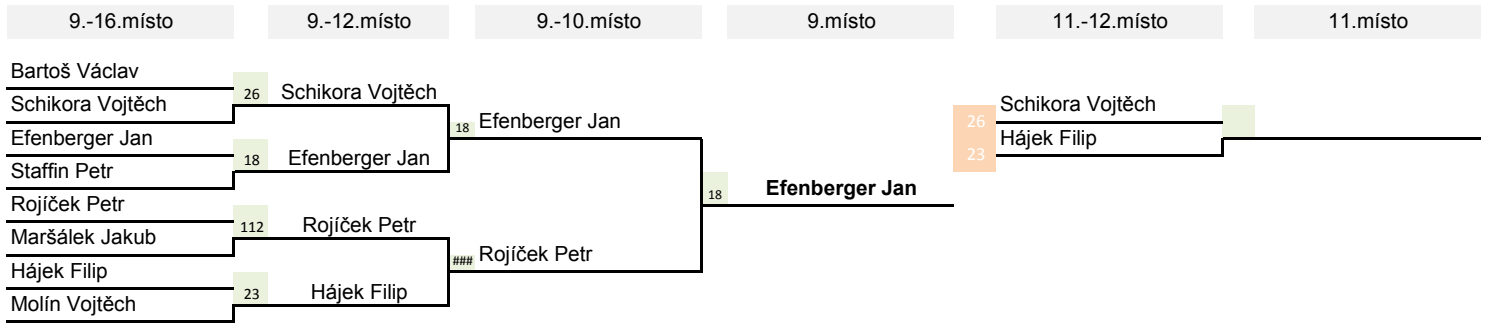 9.-16.místo 9.-12.místo 9.-10.místo 9.místo 11.-12.místo 11.místo
Bartoš Václav
26 Schikora Vojtěch
Schikora Vojtěch
Schikora Vojtěch
18 Efenberger Jan
26
Efenberger Jan
Hájek Filip
18 Efenberger Jan
23
Staffin Petr
18 Efenberger Jan
Rojíček Petr
112 Rojíček Petr
Maršálek Jakub
### Rojíček Petr
Hájek Filip
23 Hájek Filip
Molín Vojtěch